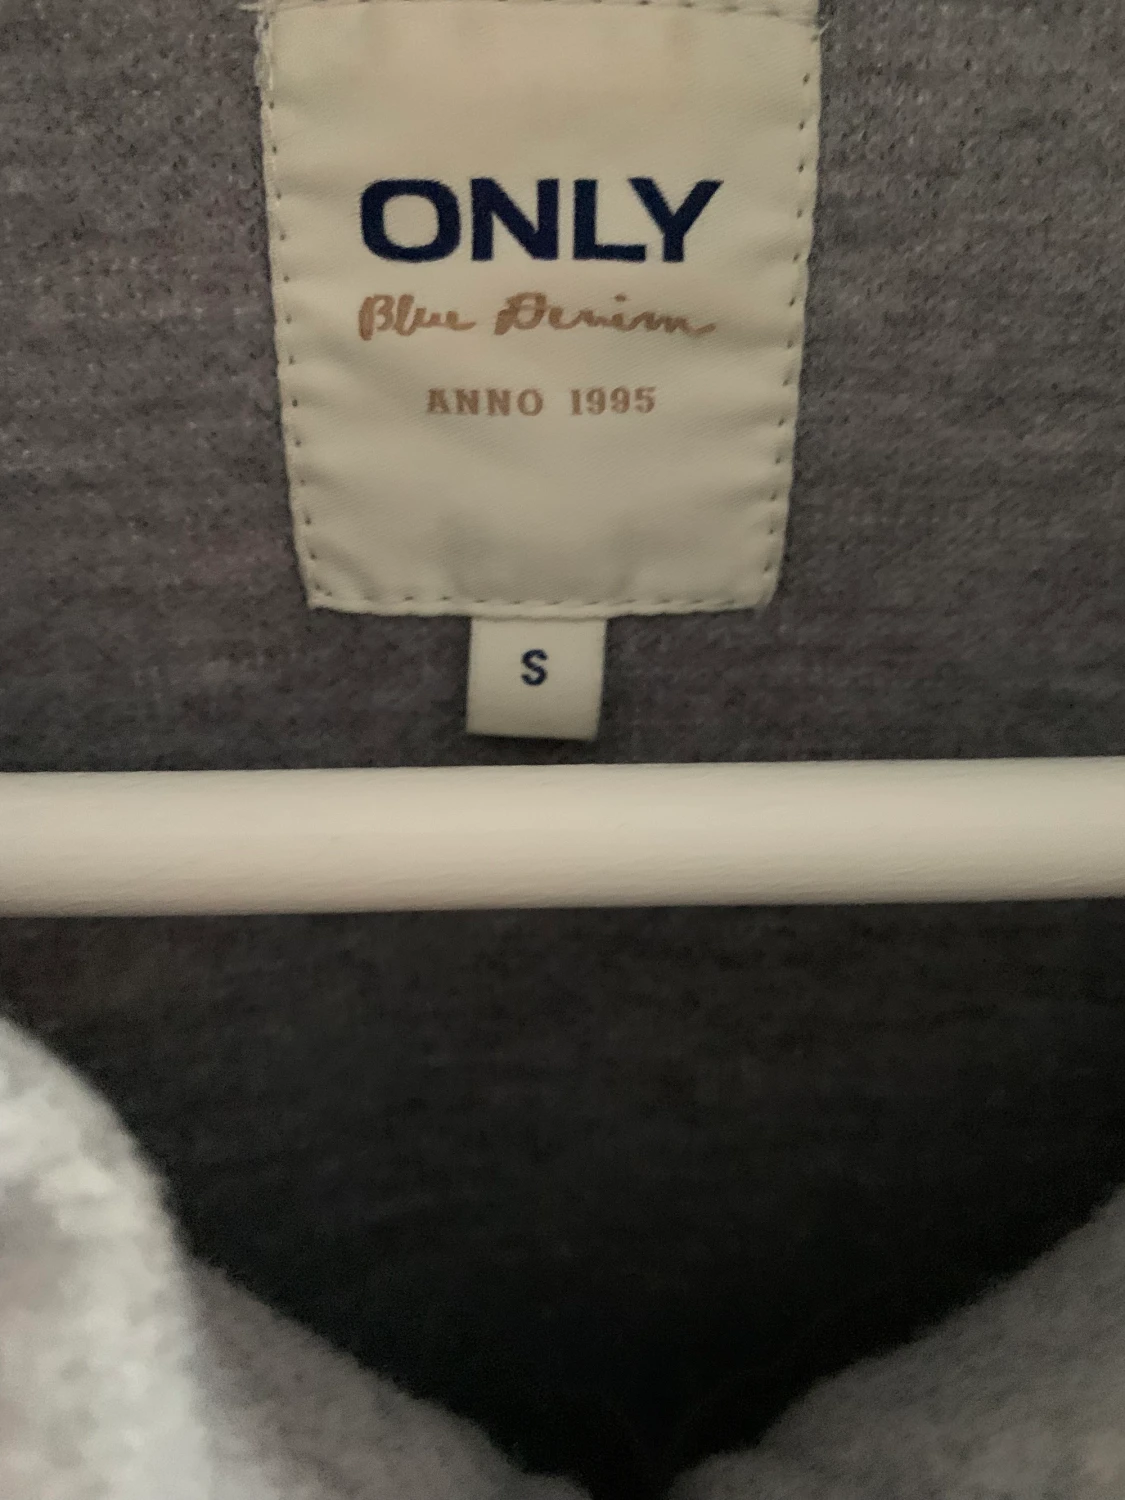 ONLY
Blue Denim
ANNO 1995
S